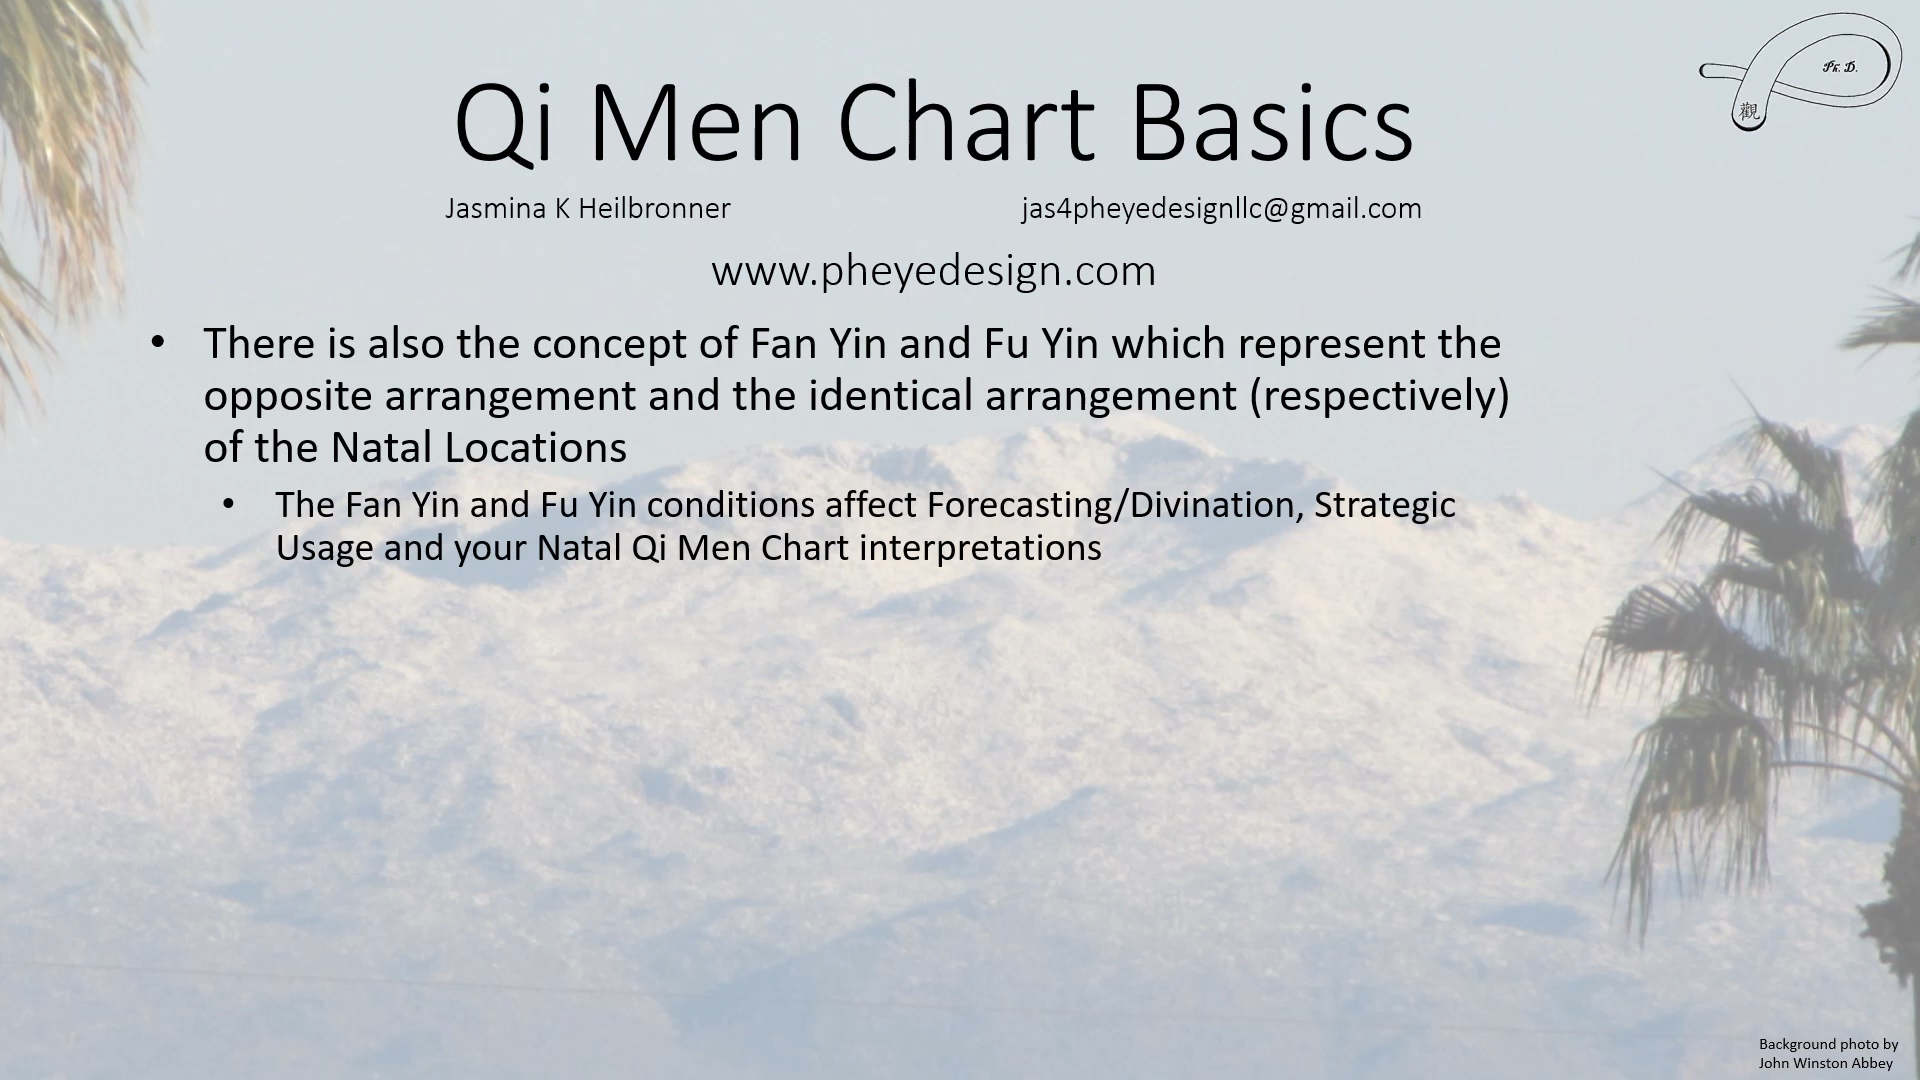 Qi Men Chart Basics
Jasmina K Heilbronner jas4pheyedesignllc@gmail.com
www.pheyedesign.com
• There is also the concept of Fan Yin and Fu Yin which represent the
opposite arrangement and the identical arrangement (respectively)
of the Natal Locations
• The Fan Yin and Fu Yin conditions affect Forecasting/Divination, Strategic
Usage and your Natal Qi Men Chart interpretations
Ph. D.
觀
Background photo by
John Winston Abbey